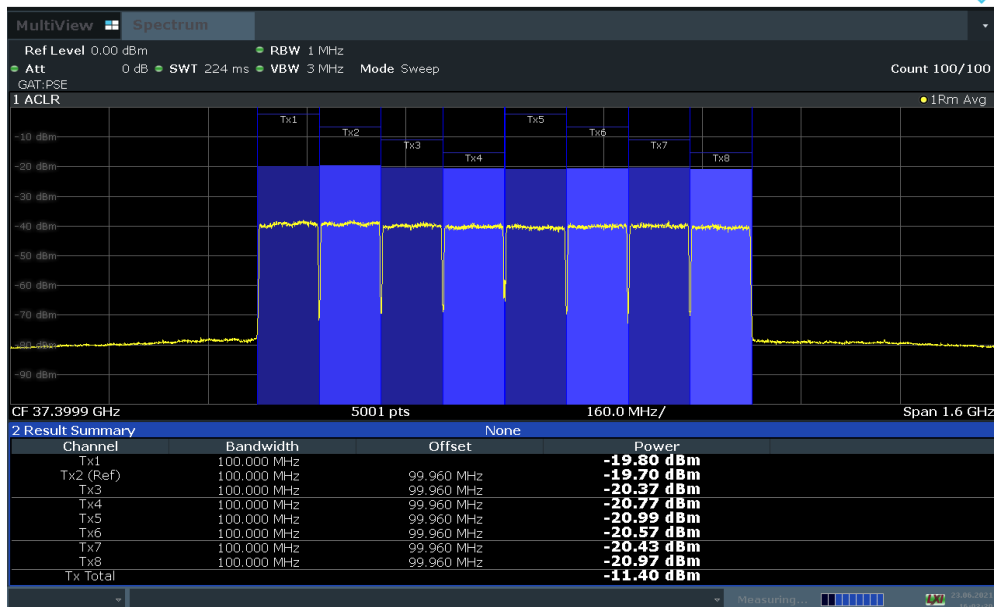 MultiView Spectrum
Ref Level 0.00 dBm RBW 1 MHz
Att 0 dB SWT 224 ms VBW 3 MHz Mode Sweep Count 100/100
GAT:PSE
1 ACLR 1Rm Avg
Tx1 Tx5
Tx2 Tx6
-10 dBm
Tx3 Tx7
Tx4 Tx8
-20 dBm
-30 dBm
-40 dBm
-50 dBm
-60 dBm
-70 dBm
-80 dBm
-90 dBm
CF 37.3999 GHz 5001 pts 160.0 MHz/ Span 1.6 GHz
2 Result Summary None
Channel Bandwidth Offset Power
Tx1 100.000 MHz -19.80 dBm
Tx2 (Ref) 100.000 MHz 99.960 MHz -19.70 dBm
Tx3 100.000 MHz 99.960 MHz -20.37 dBm
Tx4 100.000 MHz 99.960 MHz -20.77 dBm
Tx5 100.000 MHz 99.960 MHz -20.99 dBm
Tx6 100.000 MHz 99.960 MHz -20.57 dBm
Tx7 100.000 MHz 99.960 MHz -20.43 dBm
Tx8 100.000 MHz 99.960 MHz -20.97 dBm
Tx Total -11.40 dBm
Measuring... 23.06.2021